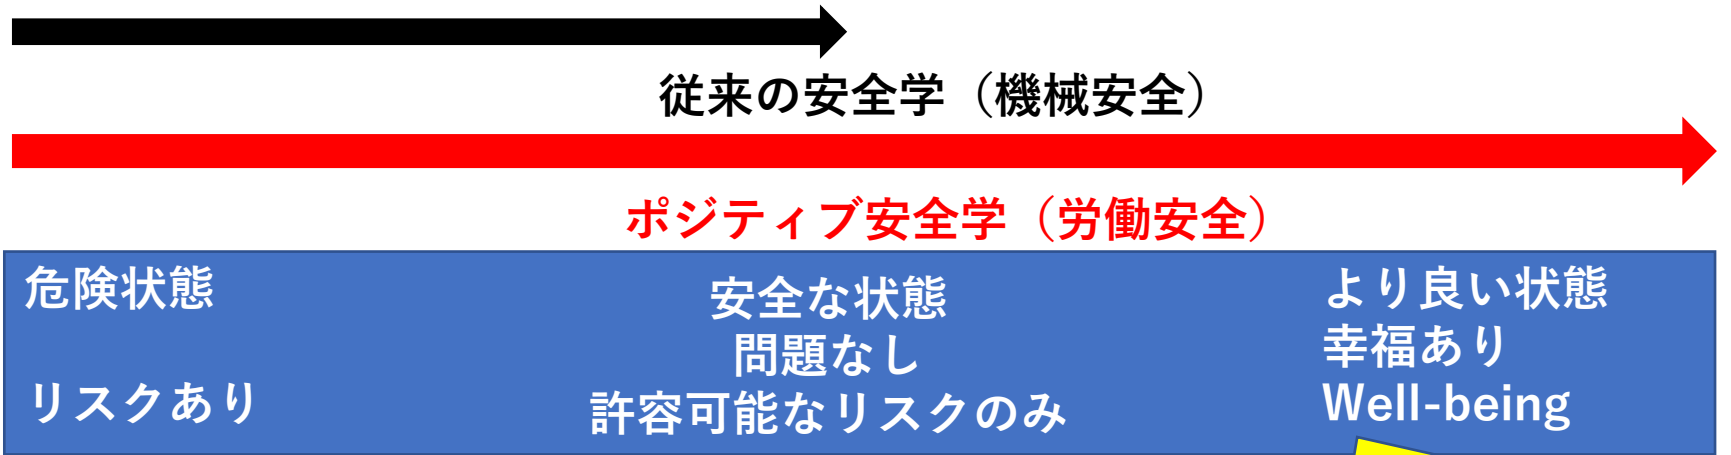 従来の安全学（機械安全）
ポジティブ安全学（労働安全）
危険状態
リスクあり
安全な状態
問題なし
許容可能なリスクのみ
より良い状態
幸福あり
Well-being